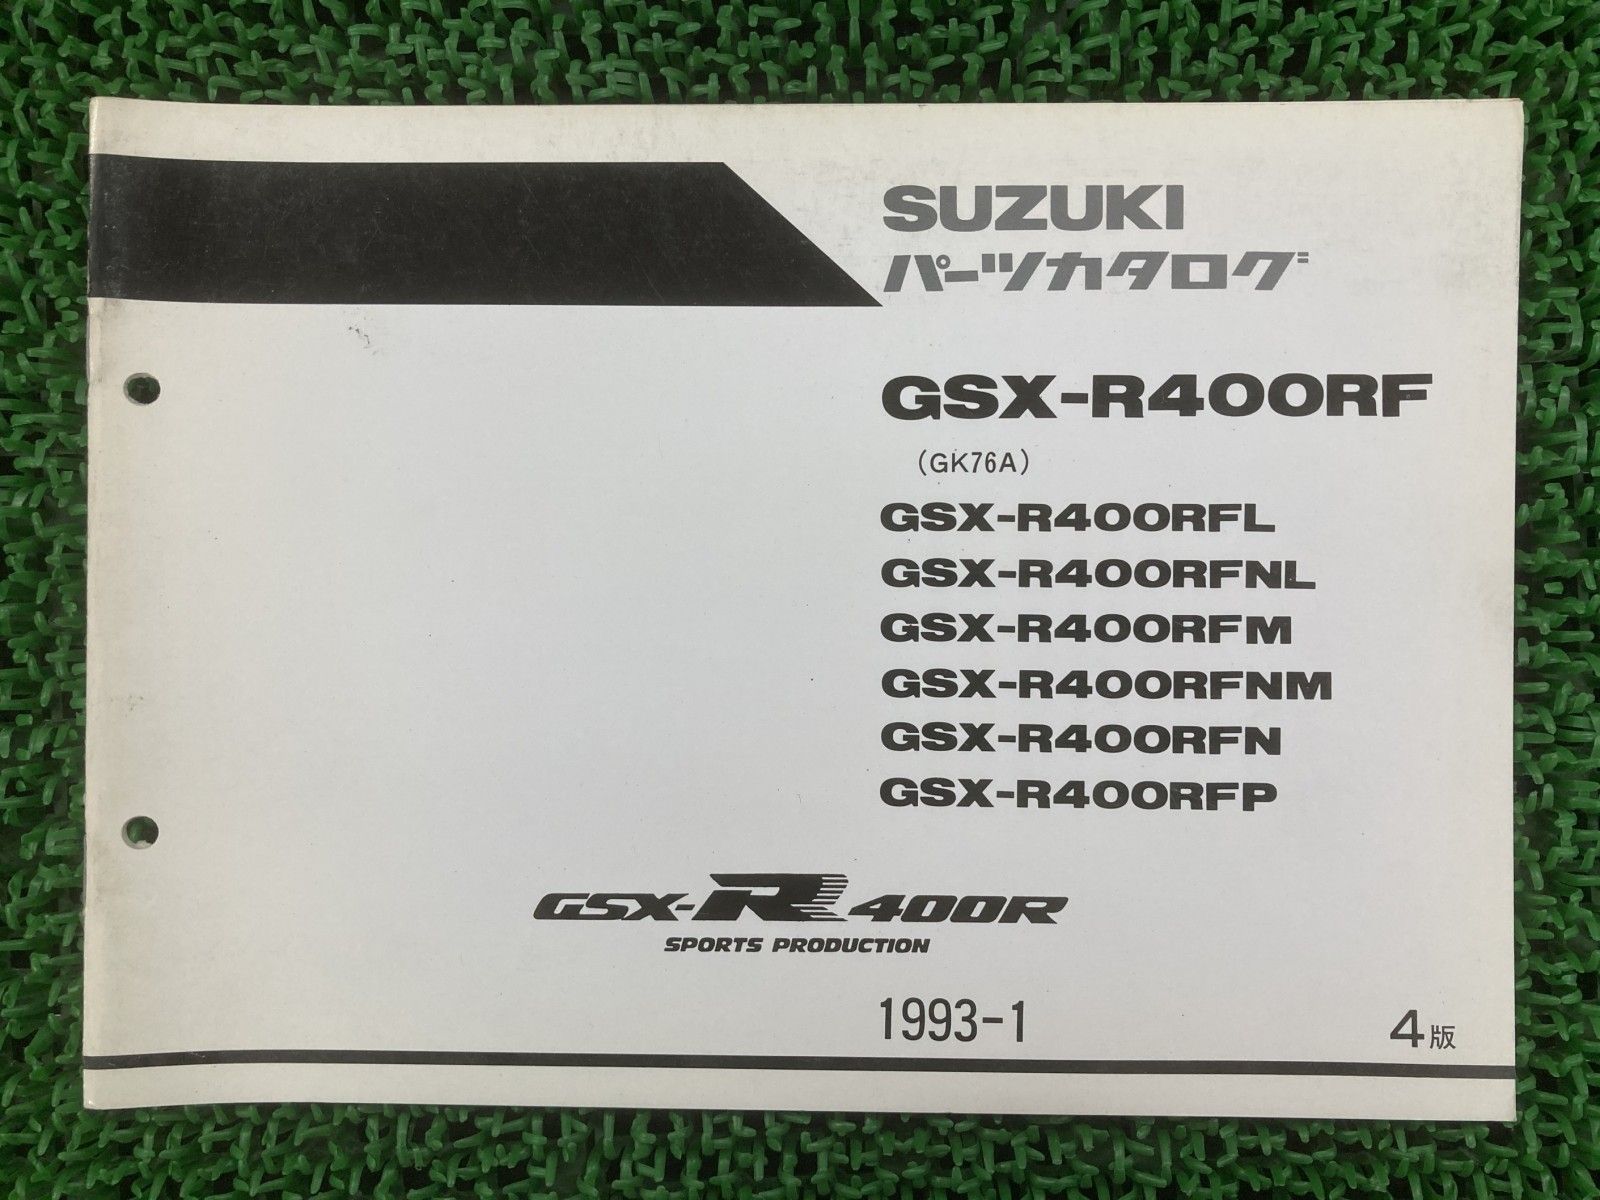 SUZUKI
パーツカタログ
GSX-R400RF
(GK76A)
GSX-R400RFL
GSX-R400RFNL
GSX-R400RFM
GSX-R400RFNM
GSX-R400RFN
GSX-R400RFP
GSX-R400R
SPORTS PRODUCTION
1993-1
4版